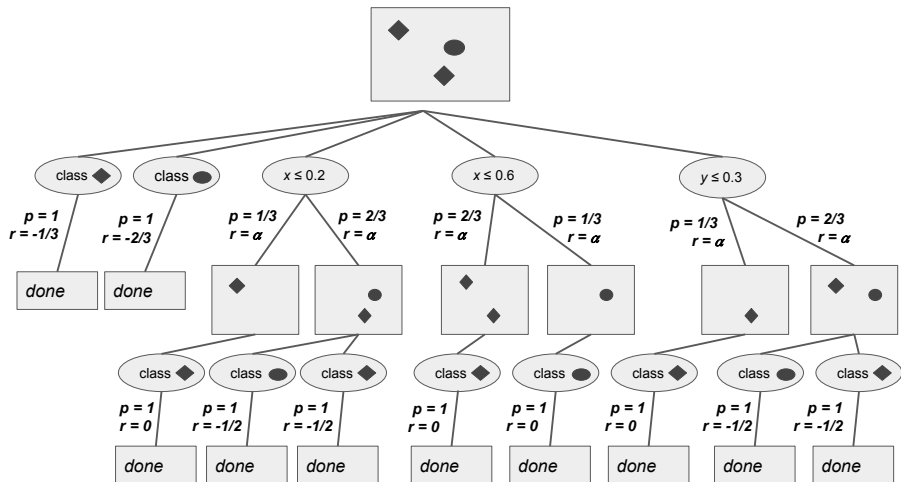 class
class
x ≤ 0.2
x ≤ 0.6
y ≤ 0.3
p = 1
r = -1/3
p = 1
r = -2/3
p = 1/3
r = α
p = 2/3
r = α
p = 2/3
r = α
p = 1/3
r = α
p = 1/3
r = α
p = 2/3
r = α
done
done
class
class
class
class
class
class
class
class
p = 1
r = 0
p = 1
r = -1/2
p = 1
r = -1/2
p = 1
r = 0
p = 1
r = 0
p = 1
r = 0
p = 1
r = -1/2
p = 1
r = -1/2
done
done
done
done
done
done
done
done